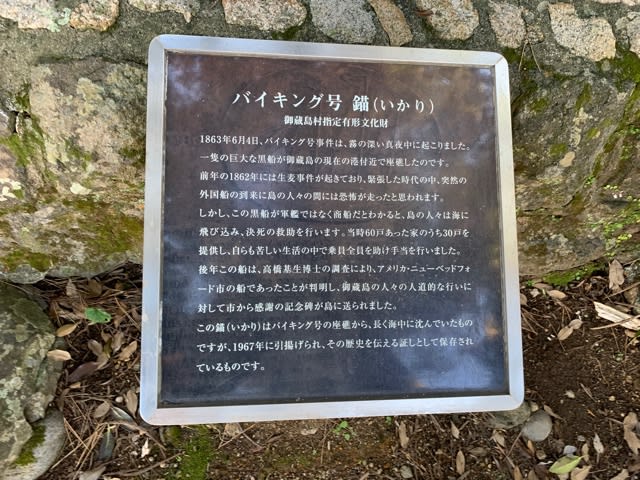 バイキング号 錨(いかり)
御蔵島村指定有形文化財
1863年6月4日、バイキング号事件は、霧の深い真夜中に起こりました。
一隻の巨大な黒船が御蔵島の現在の港付近で座礁したのです。
前年の1862年には生麦事件が起きており、緊張した時代の中、突然の
外国船の到来に島の人々の間には恐怖が走ったと思われます。
しかし、この黒船が軍艦ではなく商船だとわかると、島の人々は海に
飛び込み、決死の救助を行います。当時60戸あった家のうち30戸を
提供し、自らも苦しい生活の中で乗員全員を助け手当を行いました。
後年この船は、高橋基生博士の調査により、アメリカ・ニューベッドフォ
ード市の船であったことが判明し、御蔵島の人々の人道的な行いに
対して市から感謝の記念碑が島に送られました。
この錨(いかり)はバイキング号の座礁から、長く海中に沈んでいたもの
ですが、1967年に引揚げられ、その歴史を伝える証しとして保存され
ているものです。